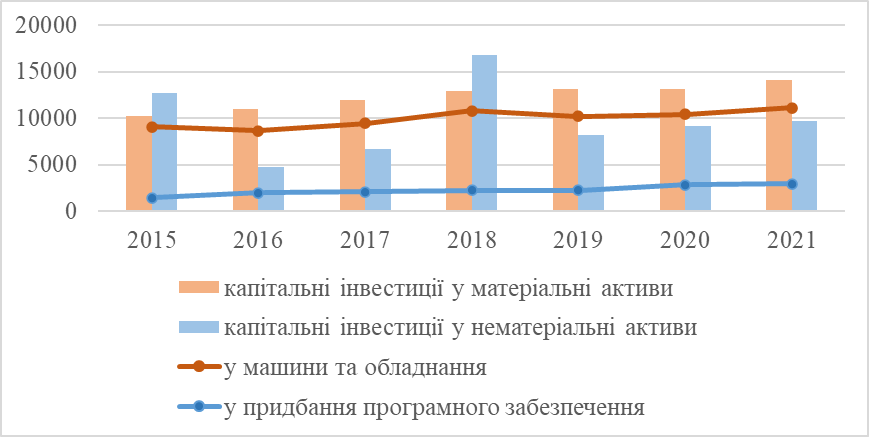 20000
15000
10000
5000
0
2015 2016 2017 2018 2019 2020 2021
капітальні інвестиції у матеріальні активи
капітальні інвестиції у нематеріальні активи
у машини та обладнання
у придбання програмного забезпечення